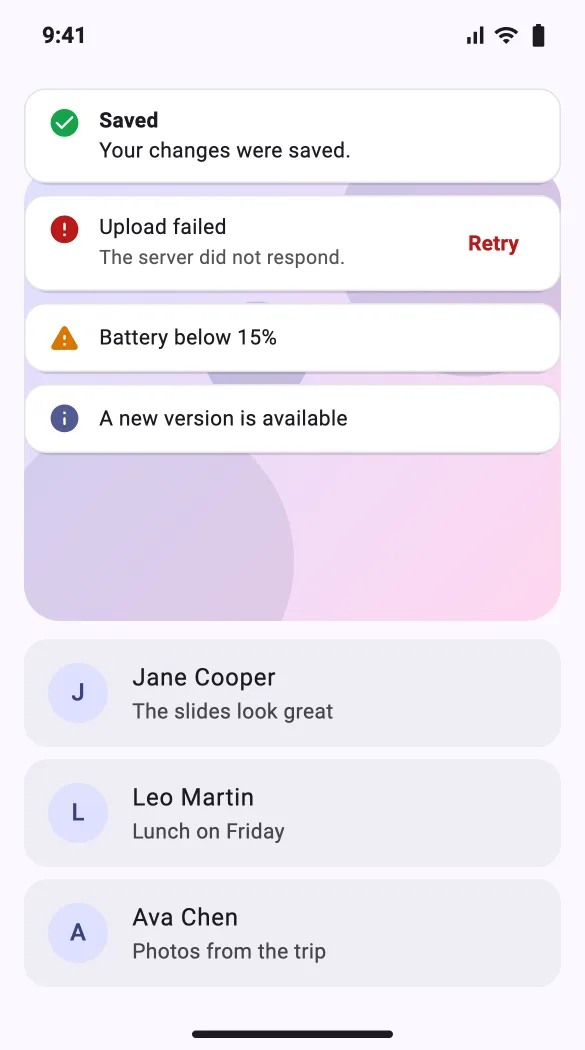 9:41
Saved
Your changes were saved.
Upload failed
The server did not respond.
Retry
Battery below 15%
A new version is available
J
Jane Cooper
The slides look great
L
Leo Martin
Lunch on Friday
A
Ava Chen
Photos from the trip